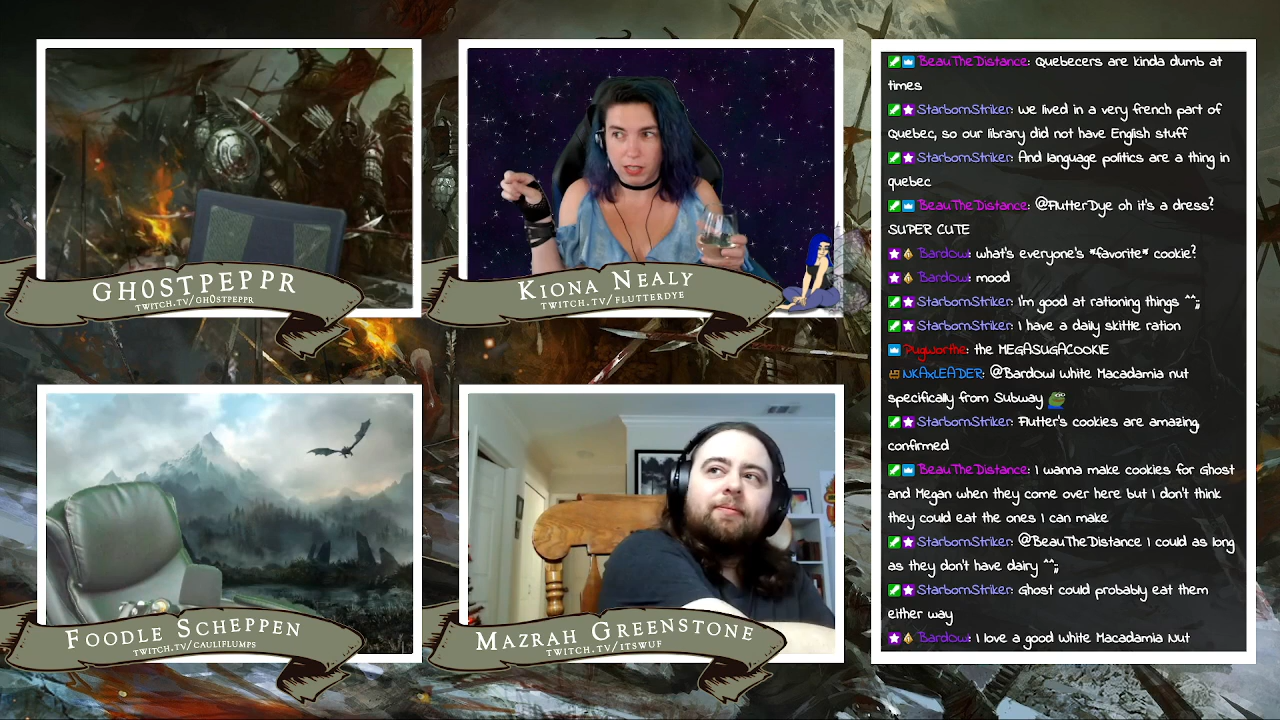 GH0STPEPPR
TWITCH.TV/OH0STPEPPR
KIONA NEALY
TWITCH.TV/FLUTTERDYE
FOODLE SCHEPPEN
TWITCH.TV/CAULIFLUMPS
MAZRAH GREENSTONE
TWITCH.TV/ITSWUF
BeauTheDistance: Quebecers are kinda dumb at
times
StarbornStriker: We lived in a very french part of
Quebec, so our library did not have English stuff
StarbornStriker: And language politics are a thing in
quebec
BeauTheDistance: @FlutterDye oh it's a dress?
SUPER CUTE
Bardowl: what's everyone's *favorite* cookie?
Bardowl: mood
StarbornStriker: I'm good at rationing things ^^;;
StarbornStriker: I have a daily skittle ration
Pugworthe: the MEGASUGACOOKIE
NKAxLEADER: @Bardowl White Macadamia nut
specifically from Subway
StarbornStriker: Flutter's cookies are amazing,
confirmed
BeauTheDistance: I wanna make cookies for Ghost
and Megan when they come over here but I don't think
they could eat the ones I can make
StarbornStriker: @BeauTheDistance I could as long
as they don't have dairy ^^;;
StarbornStriker: Ghost could probably eat them
either way
Bardowl: I love a good White Macadamia Nut